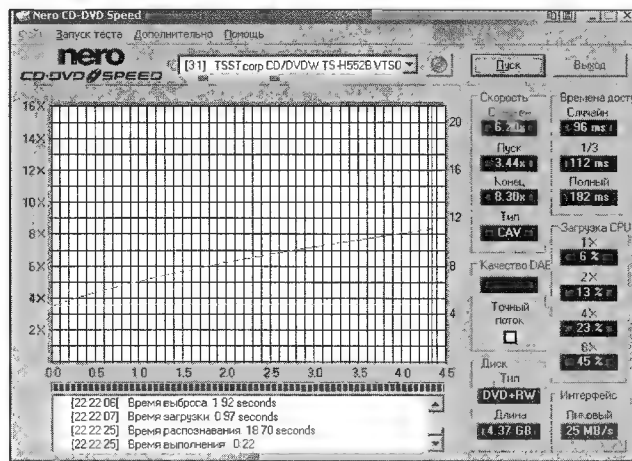 Nero CD-DVD Speed
Запуск теста Дополнительно Помощь
nero
CD·DVD SPEED
[31] TSSTcorp CD/DVDW TS-H552B VTS0
Пуск
Выход
16X
14X
12X
10X
8X
6X
4X
2X
20
16
12
8
4
0.0 0.5 1.0 1.5 2.0 2.5 3.0 3.5 4.0 4.5
Скорость
Пуск
3.44x
Конец
8.30x
Тип
CAV
Времена дост
Случайн
96 ms
1/3
112 ms
Полный
182 ms
Качество DAE
Точный
поток
Загрузка CPU
1X
6 %
2X
13 %
4X
23 %
8X
45 %
Диск
Тип
DVD+RW
Длина
4.37 GB
Интерфейс
Пиковый
25 MB/s
[22:22:06] Время выброса: 1.92 seconds
[22:22:07] Время загрузки: 0.97 seconds
[22:22:25] Время распознавания: 18.70 seconds
[22:22:25] Время выполнения: 0:22